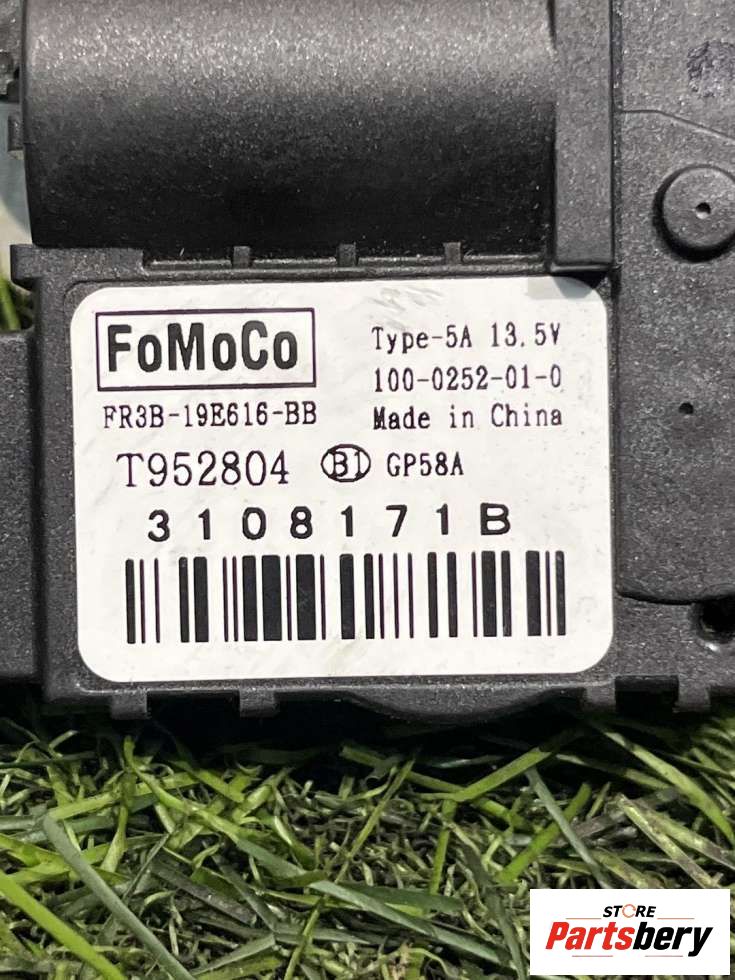 FoMoCo
FR3B-19E616-BB
Type-5A 13.5V
100-0252-01-0
Made in China
T952804 B1 GP58A
3108171B
STORE
Partsbery